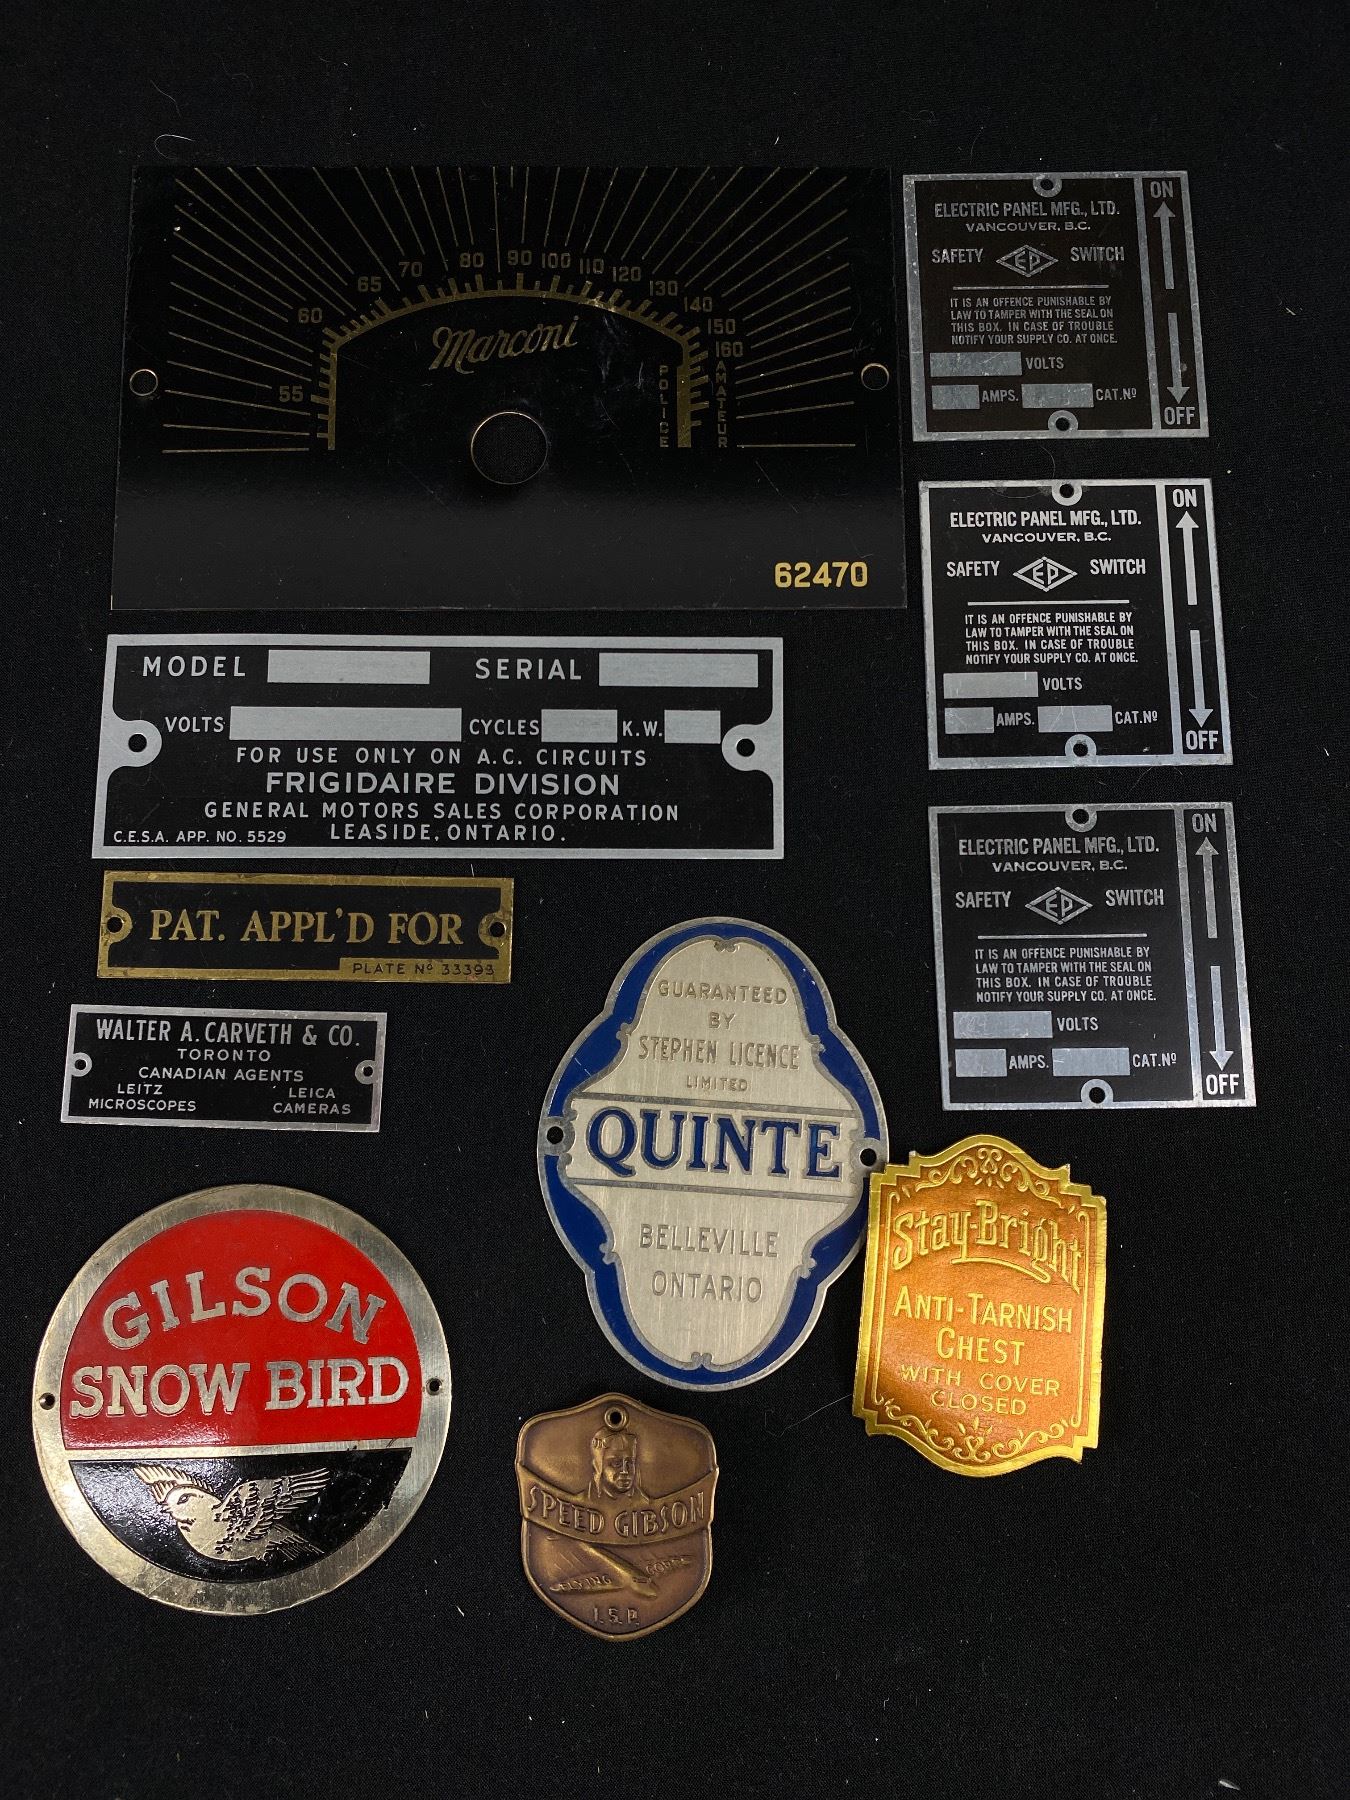 55 60 65 70 80 90 100 110 120 130 140 150 160
Marconi
POLICE
AMATEUR
62470
ELECTRIC PANEL MFG., LTD.
VANCOUVER, B.C.
SAFETY EP SWITCH
IT IS AN OFFENCE PUNISHABLE BY
LAW TO TAMPER WITH THE SEAL ON
THIS BOX. IN CASE OF TROUBLE
NOTIFY YOUR SUPPLY CO. AT ONCE.
VOLTS
AMPS. CAT.Nº
ON
OFF
ELECTRIC PANEL MFG., LTD.
VANCOUVER, B.C.
SAFETY EP SWITCH
IT IS AN OFFENCE PUNISHABLE BY
LAW TO TAMPER WITH THE SEAL ON
THIS BOX. IN CASE OF TROUBLE
NOTIFY YOUR SUPPLY CO. AT ONCE.
VOLTS
AMPS. CAT.Nº
ON
OFF
MODEL SERIAL
VOLTS CYCLES K.W.
FOR USE ONLY ON A.C. CIRCUITS
FRIGIDAIRE DIVISION
GENERAL MOTORS SALES CORPORATION
C.E.S.A. APP. NO. 5529 LEASIDE, ONTARIO.
ELECTRIC PANEL MFG., LTD.
VANCOUVER, B.C.
SAFETY EP SWITCH
IT IS AN OFFENCE PUNISHABLE BY
LAW TO TAMPER WITH THE SEAL ON
THIS BOX. IN CASE OF TROUBLE
NOTIFY YOUR SUPPLY CO. AT ONCE.
VOLTS
AMPS. CAT.Nº
ON
OFF
PAT. APPL'D FOR
PLATE Nº 33393
WALTER A. CARVETH & CO.
TORONTO
CANADIAN AGENTS
LEITZ LEICA
MICROSCOPES CAMERAS
GUARANTEED
BY
STEPHEN LICENCE
LIMITED
QUINTE
BELLEVILLE
ONTARIO
Stay-Bright
ANTI-TARNISH
CHEST
WITH COVER
CLOSED
GILSON
SNOW BIRD
SPEED GIBSON
FLYING CORPS
I.S.P.